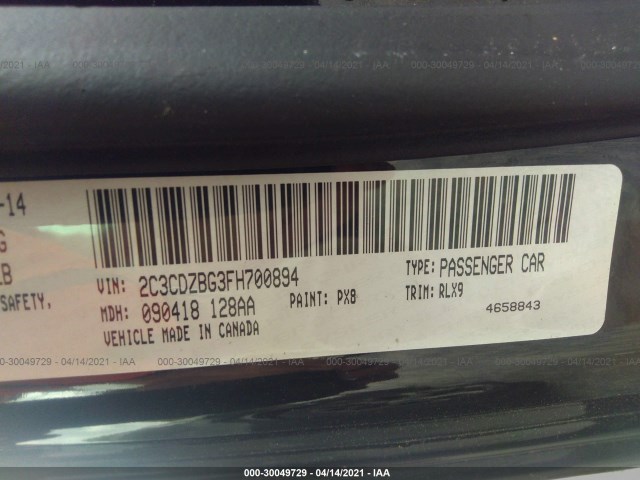 -14
G
LB
SAFETY,
VIN: 2C3CDZBG3FH700894
TYPE: PASSENGER CAR
MDH: 090418 128AA
PAINT: PX8
TRIM: RLX9
VEHICLE MADE IN CANADA
4658843
000-30049729 - 04/14/2021 - IAA